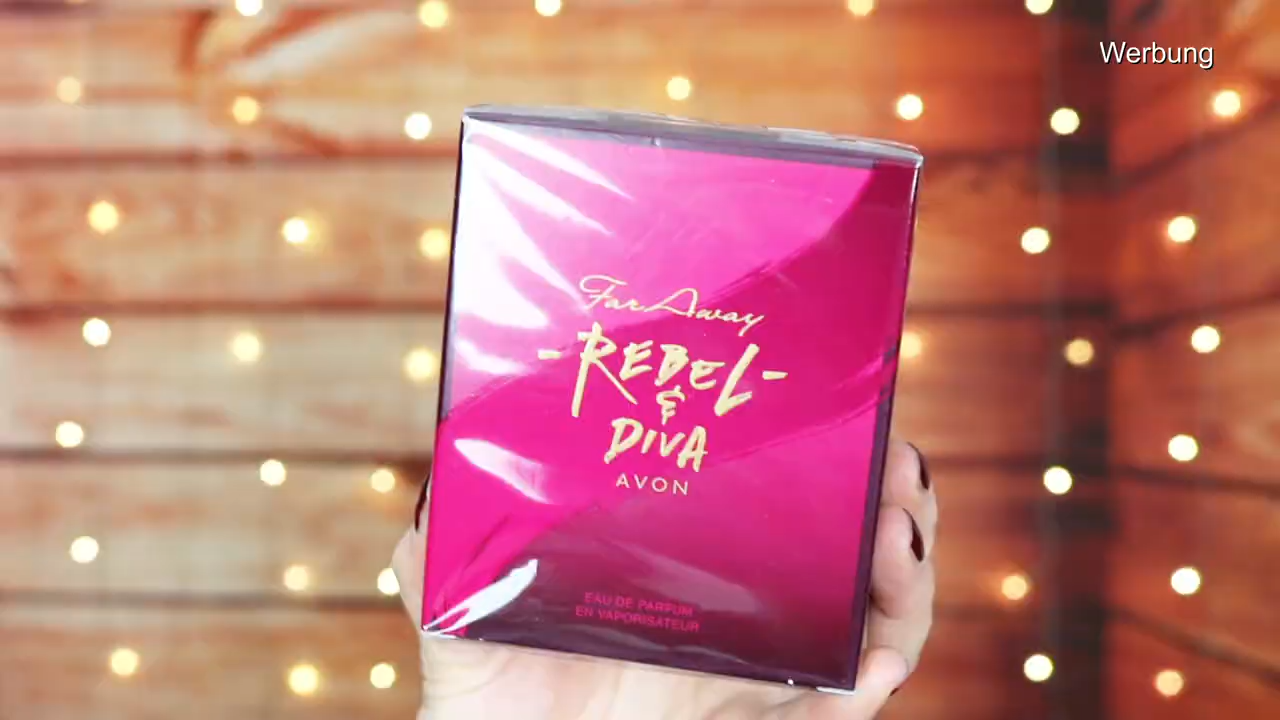 Werbung
Far Away
-REBEL-
&
DIVA
AVON
EAU DE PARFUM
EN VAPORISATEUR